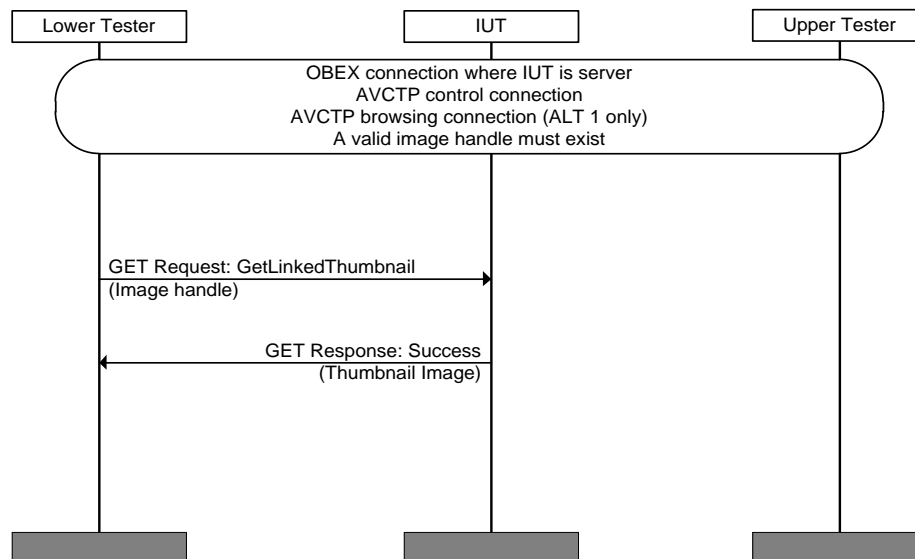 Lower Tester
IUT
Upper Tester
OBEX connection where IUT is server
AVCTP control connection
AVCTP browsing connection (ALT 1 only)
A valid image handle must exist
GET Request: GetLinkedThumbnail
(Image handle)
GET Response: Success
(Thumbnail Image)